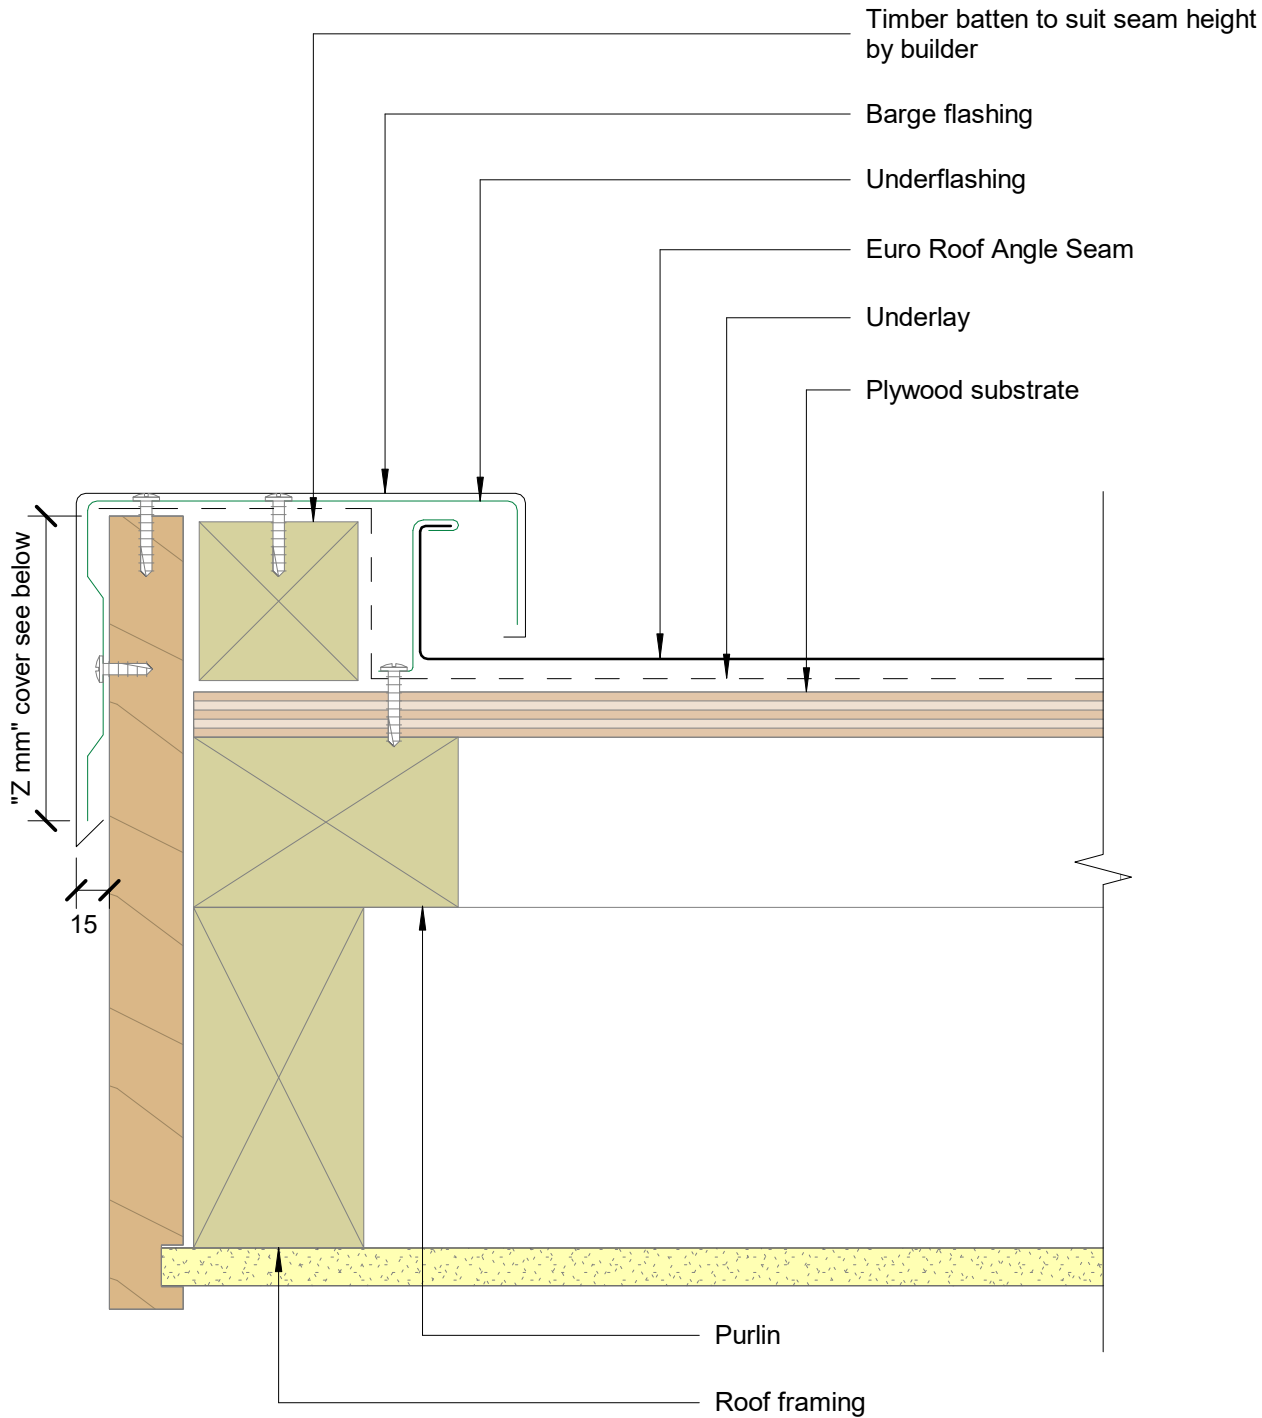 Timber batten to suit seam height
by builder
Barge flashing
Underflashing
Euro Roof Angle Seam
Underlay
Plywood substrate
"Z mm" cover see below
15
Purlin
Roof framing